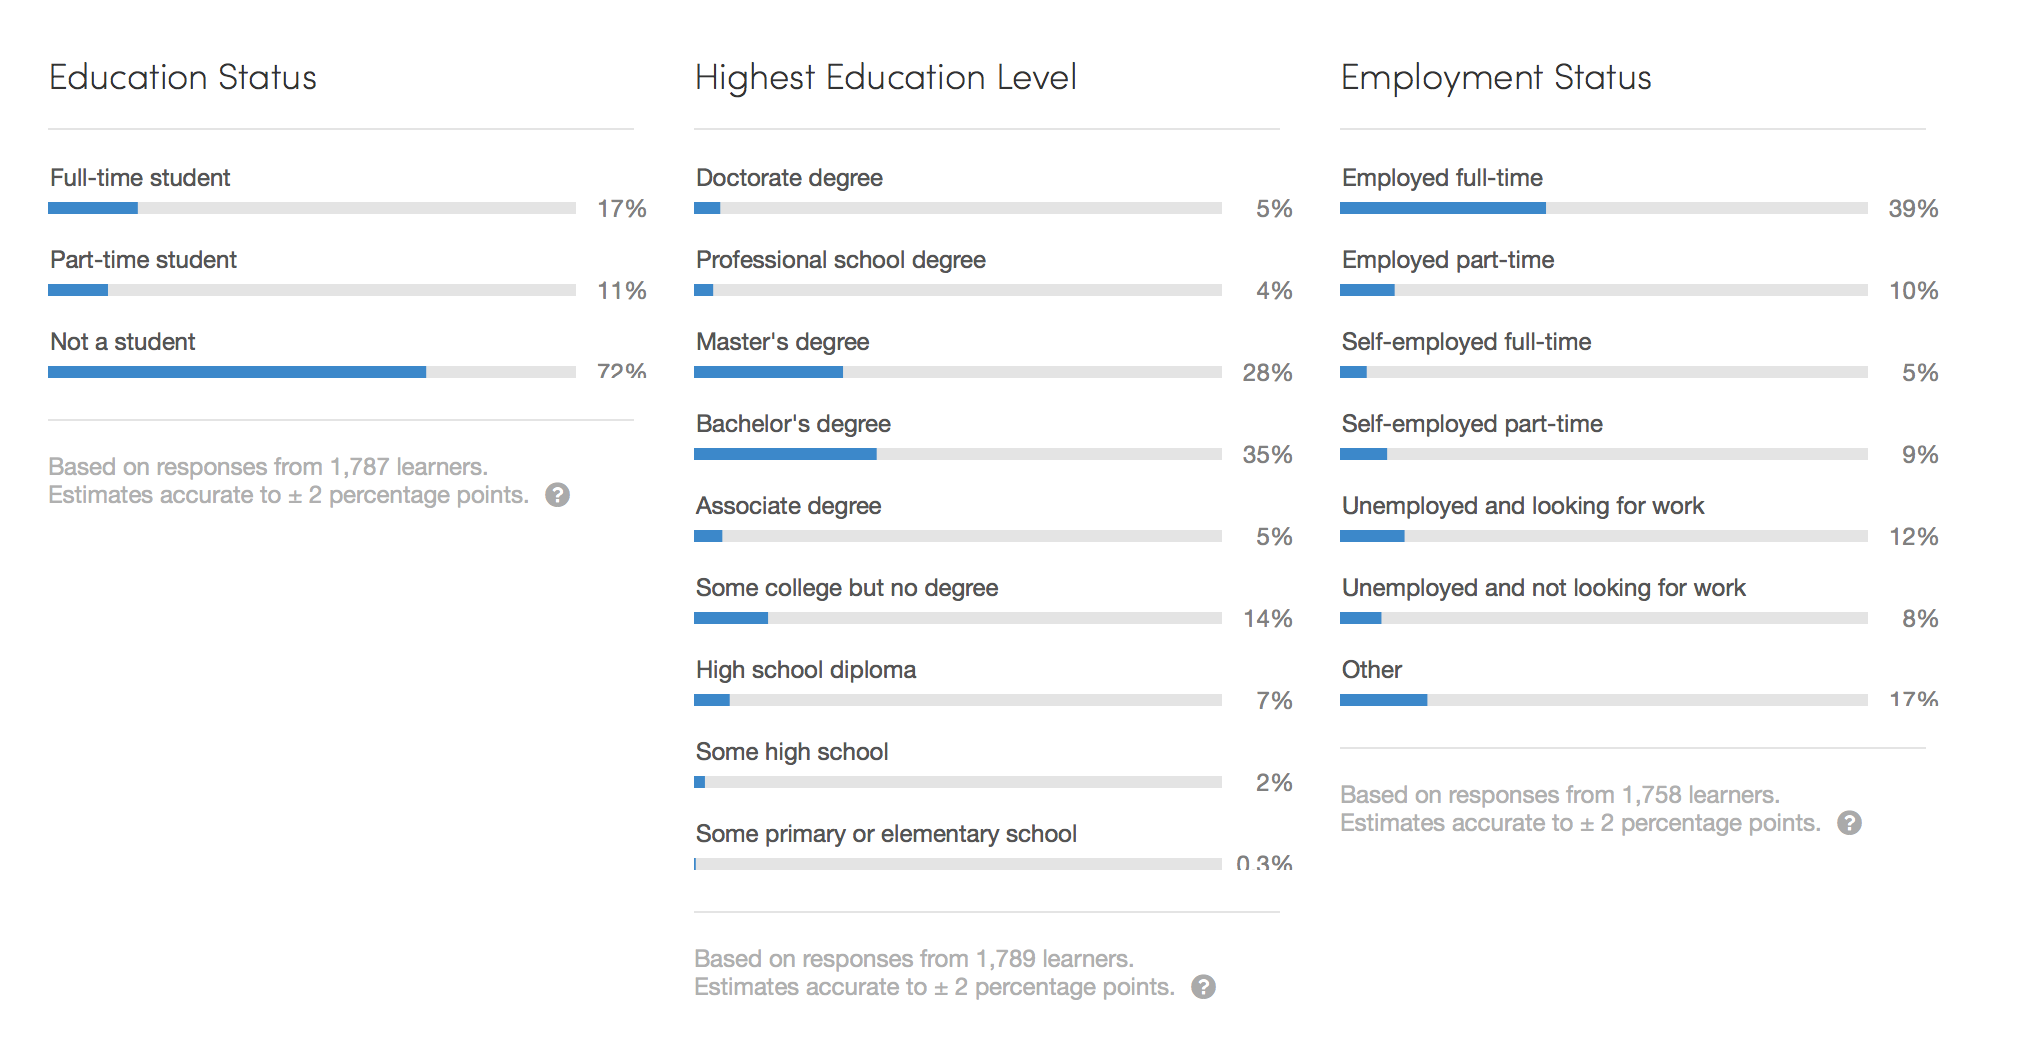 Education Status
Full-time student
17%
Part-time student
11%
Not a student
72%
Based on responses from 1,787 learners.
Estimates accurate to ± 2 percentage points. ?
Highest Education Level
Doctorate degree
5%
Professional school degree
4%
Master's degree
28%
Bachelor's degree
35%
Associate degree
5%
Some college but no degree
14%
High school diploma
7%
Some high school
2%
Some primary or elementary school
0.3%
Based on responses from 1,789 learners.
Estimates accurate to ± 2 percentage points. ?
Employment Status
Employed full-time
39%
Employed part-time
10%
Self-employed full-time
5%
Self-employed part-time
9%
Unemployed and looking for work
12%
Unemployed and not looking for work
8%
Other
17%
Based on responses from 1,758 learners.
Estimates accurate to ± 2 percentage points. ?